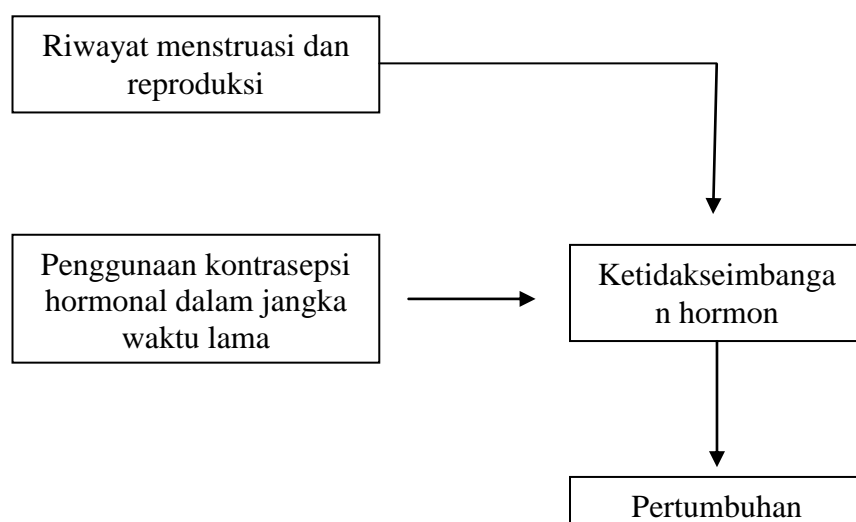 Riwayat menstruasi dan
reproduksi
Penggunaan kontrasepsi
hormonal dalam jangka
waktu lama
Ketidakseimbanga
n hormon
Pertumbuhan